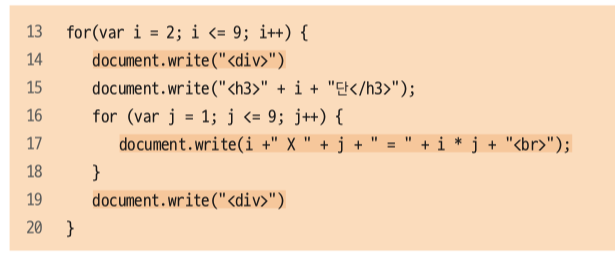 13 for(var i = 2; i <= 9; i++) {
14 document.write("<div>")
15 document.write("<h3>" + i + "단</h3>");
16 for (var j = 1; j <= 9; j++) {
17 document.write(i +" X " + j + " = " + i * j + "<br>");
18 }
19 document.write("<div>")
20 }